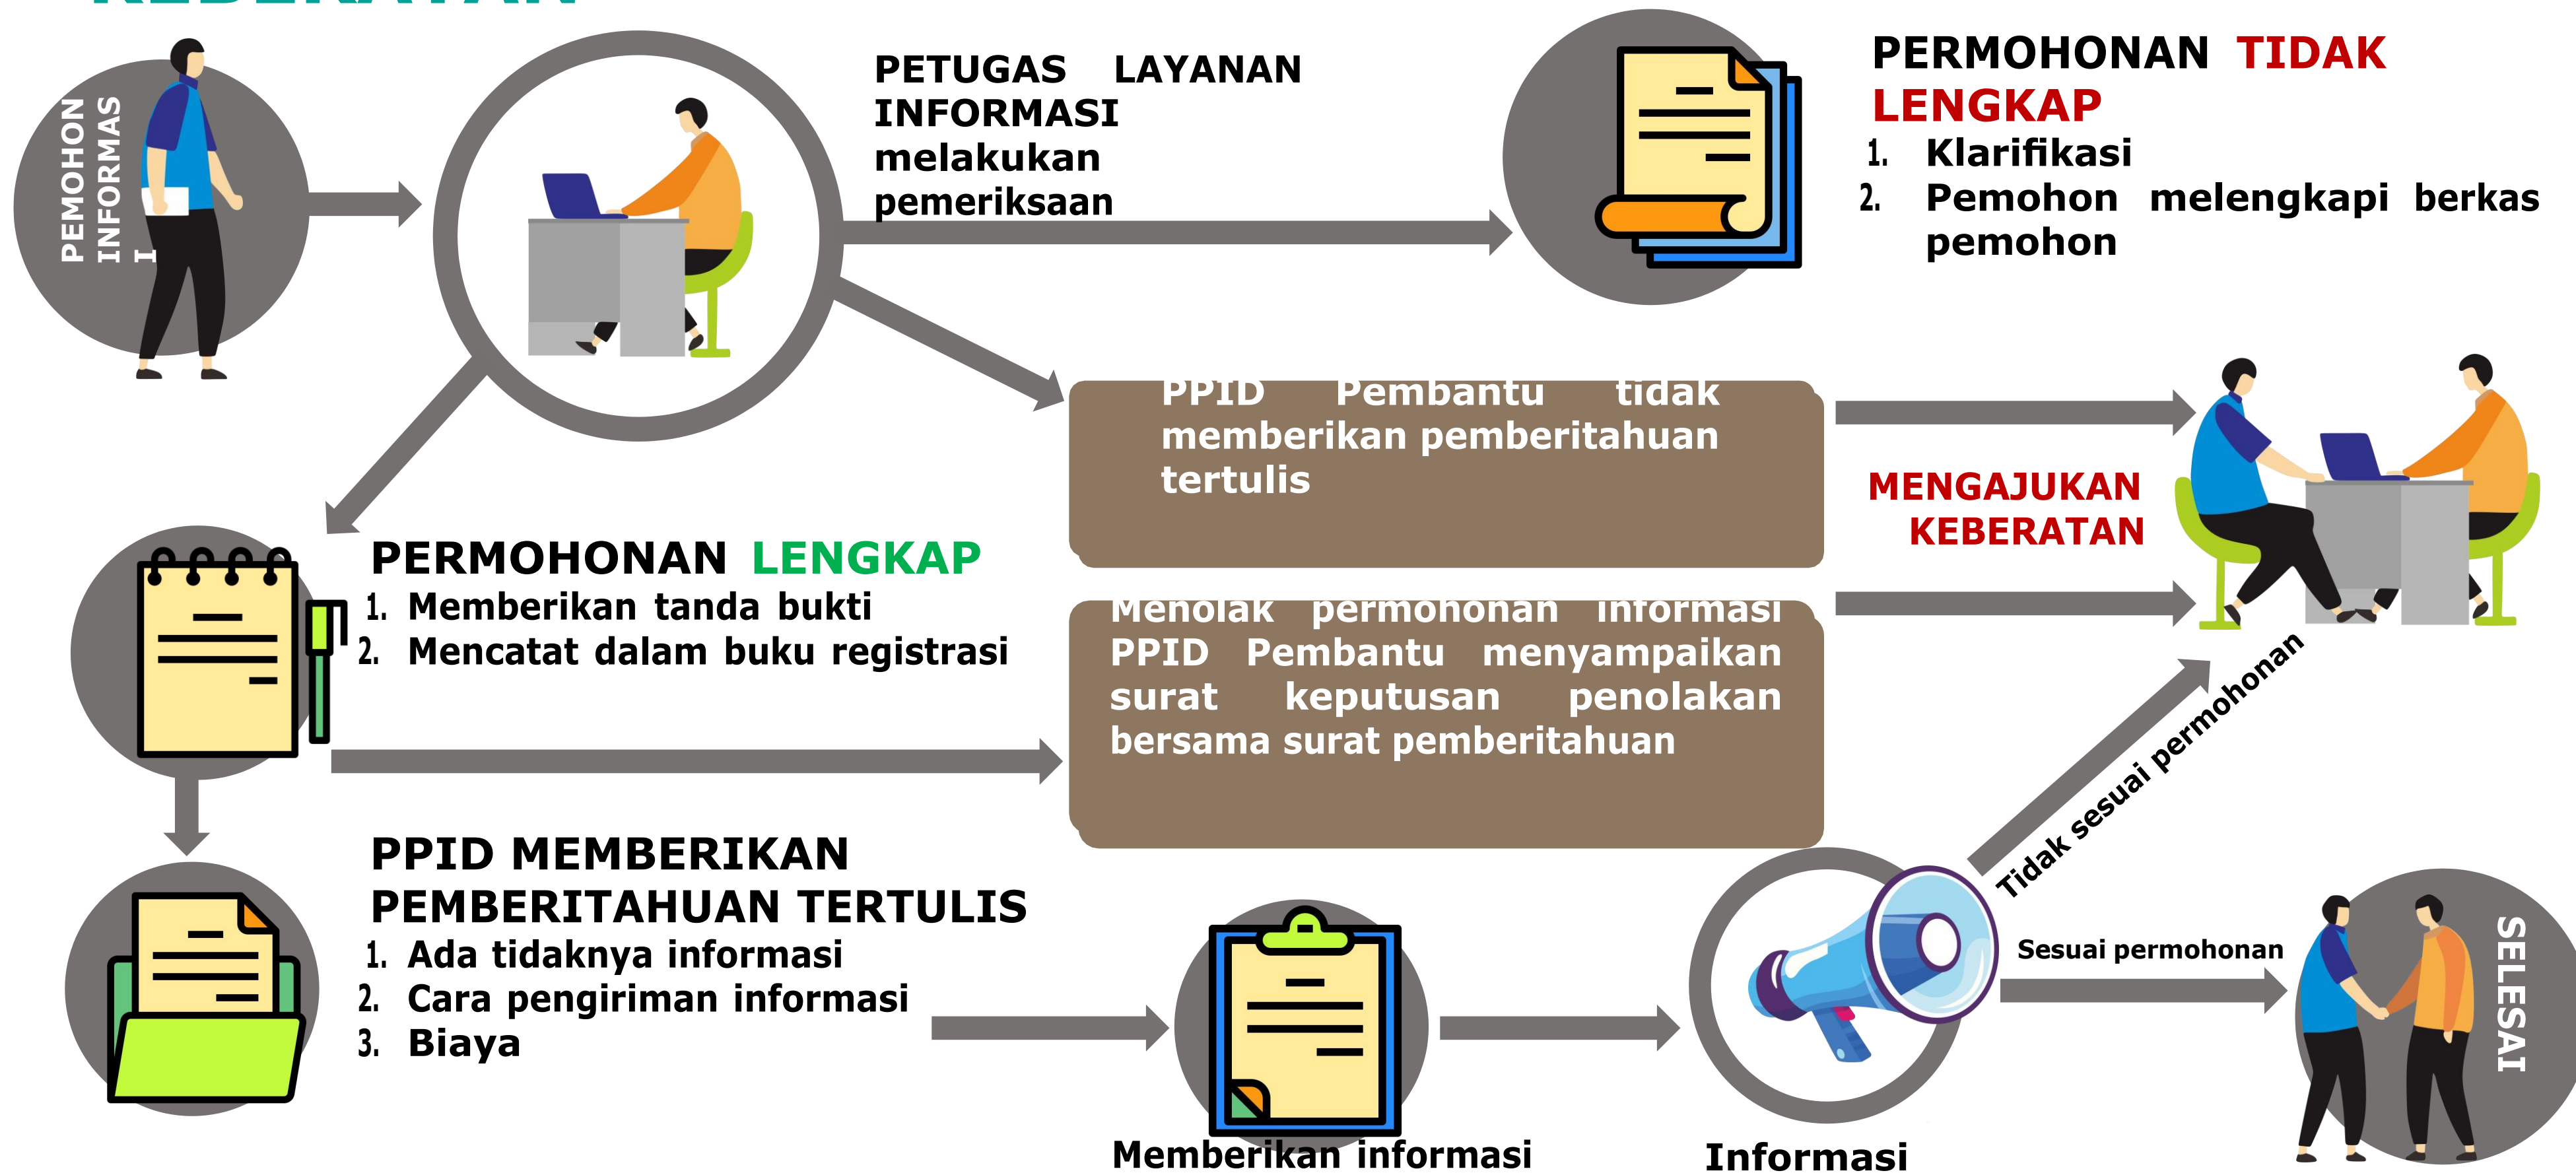 KEBERATAN
PEMOHON
INFORMAS
I
PETUGAS LAYANAN
INFORMASI
melakukan
pemeriksaan
PERMOHONAN TIDAK
LENGKAP
1. Klarifikasi
2. Pemohon melengkapi berkas
pemohon
PPID Pembantu tidak
memberikan pemberitahuan
tertulis
MENGAJUKAN
KEBERATAN
PERMOHONAN LENGKAP
1. Memberikan tanda bukti
2. Mencatat dalam buku registrasi
Menolak permohonan informasi
PPID Pembantu menyampaikan
surat keputusan penolakan
bersama surat pemberitahuan
Tidak sesuai permohonan
PPID MEMBERIKAN
PEMBERITAHUAN TERTULIS
1. Ada tidaknya informasi
2. Cara pengiriman informasi
3. Biaya
Sesuai permohonan
SELESAI
Memberikan informasi
Informasi